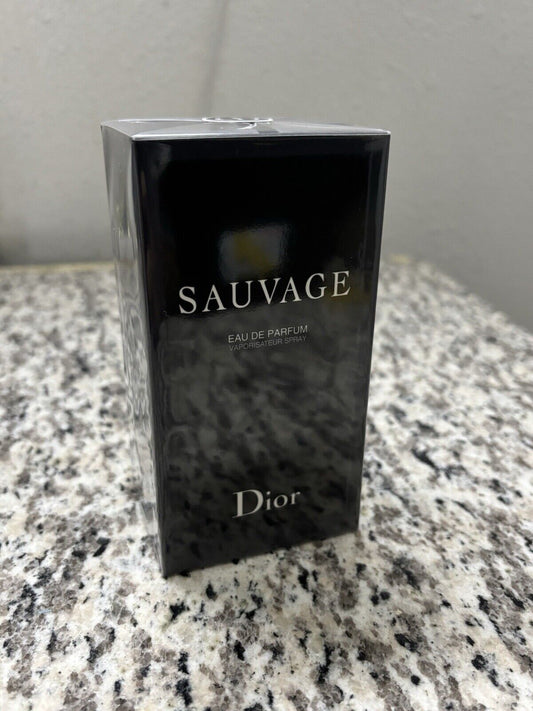 SAUVAGE
EAU DE PARFUM
VAPORISATEUR SPRAY
Dior